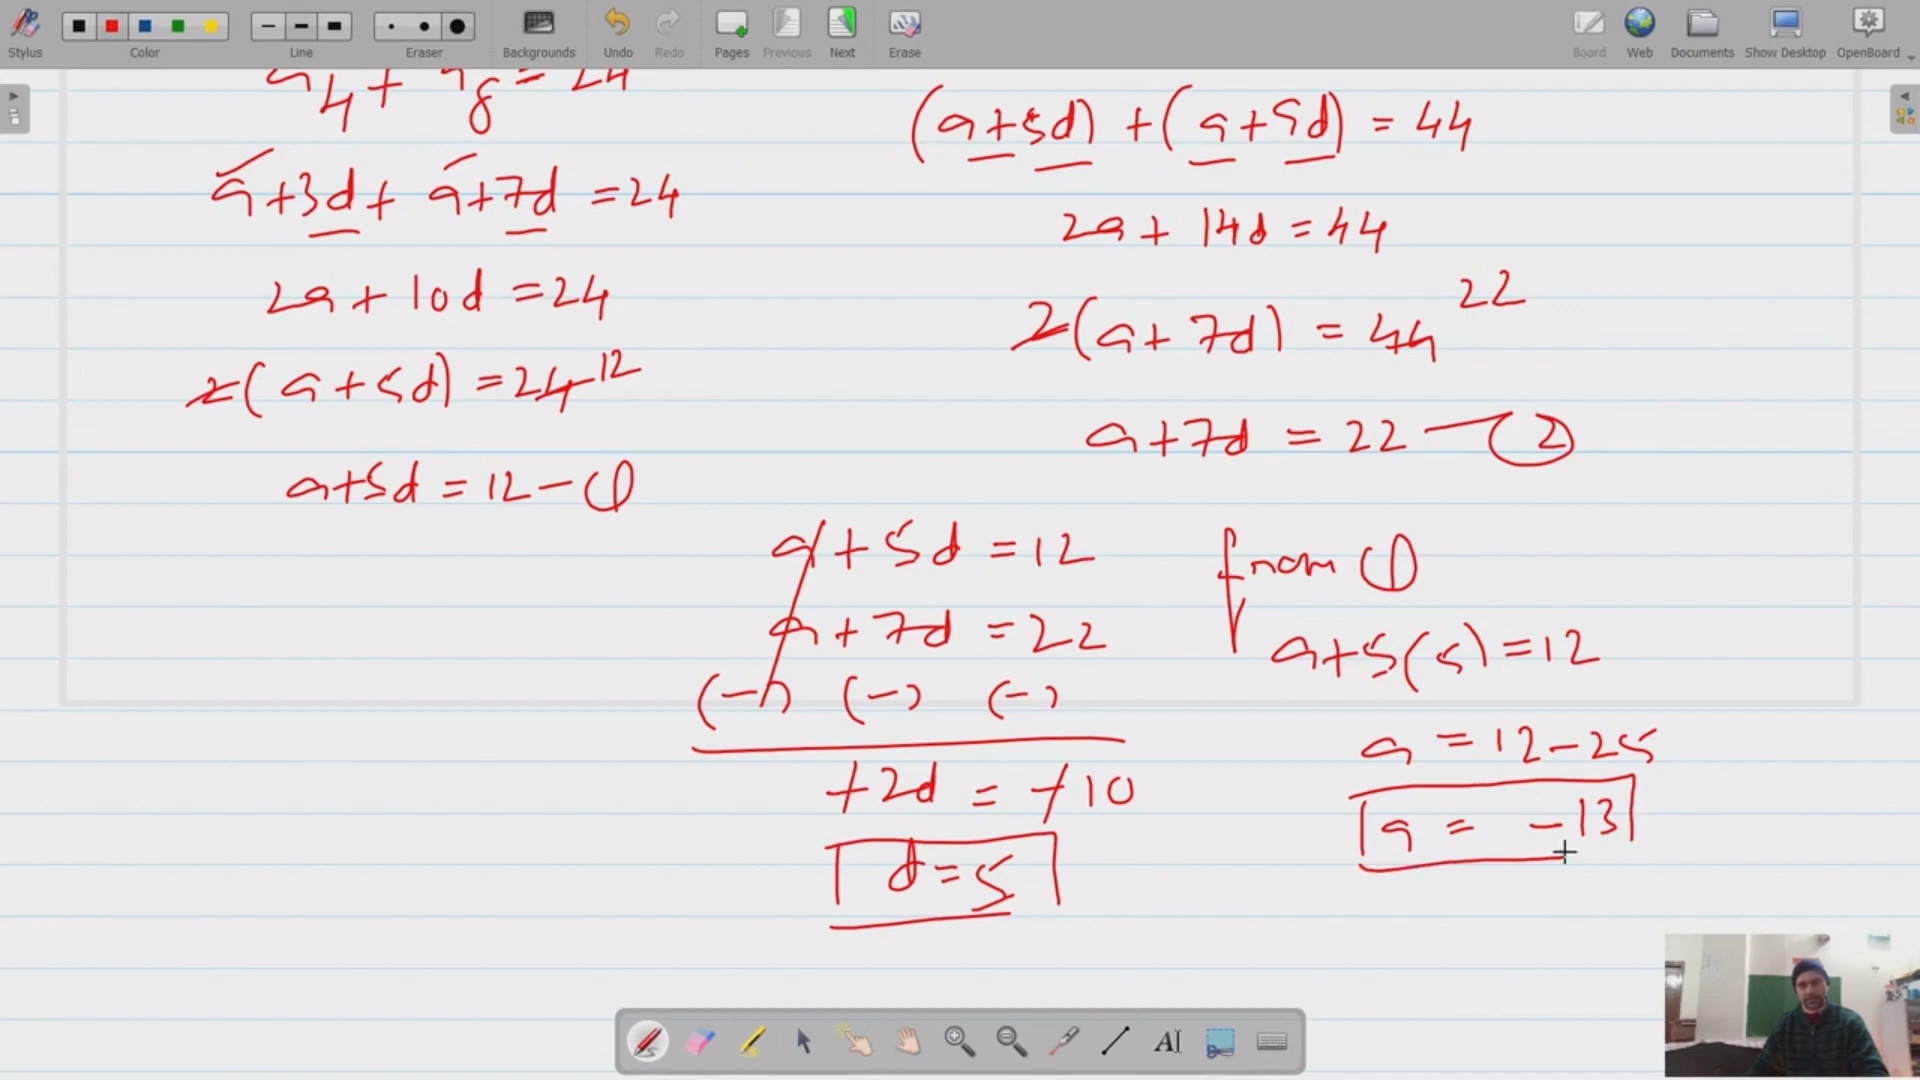 Stylus Color Line Eraser Backgrounds Undo Redo Pages Previous Next Erase Board Web Documents Show Desktop OpenBoard
a4 + a8 = 24
a+3d + a+7d = 24
2a + 10d = 24
2(a+5d) = 24 12
a+5d = 12 - ①
(a+5d) + (a+9d) = 44
2a + 14d = 44
2(a+7d) = 44 22
a+7d = 22 - ②
a + 5d = 12
a + 7d = 22
(-) (-) (-)
+2d = +10
d = 5
from ①
a+5(5) = 12
a = 12-25
a = -13